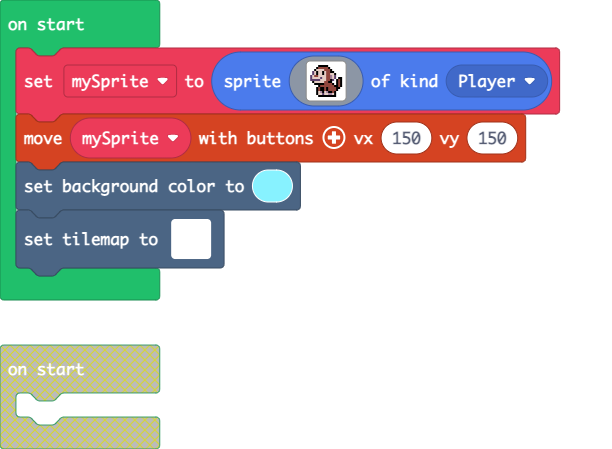 on start
set mySprite to sprite of kind Player
move mySprite with buttons vx 150 vy 150
set background color to
set tilemap to
on start